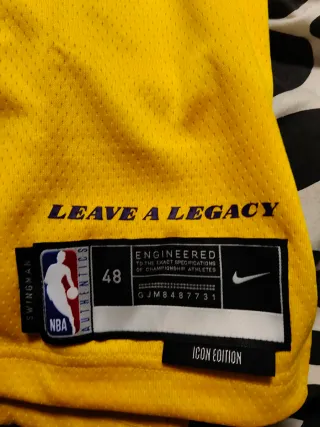 LEAVE A LEGACY
SWINGMAN
NBA
AUTHENTICS
48
ENGINEERED
TO THE EXACT SPECIFICATIONS
OF CHAMPIONSHIP ATHLETES
GJM8487731
ICON EDITION